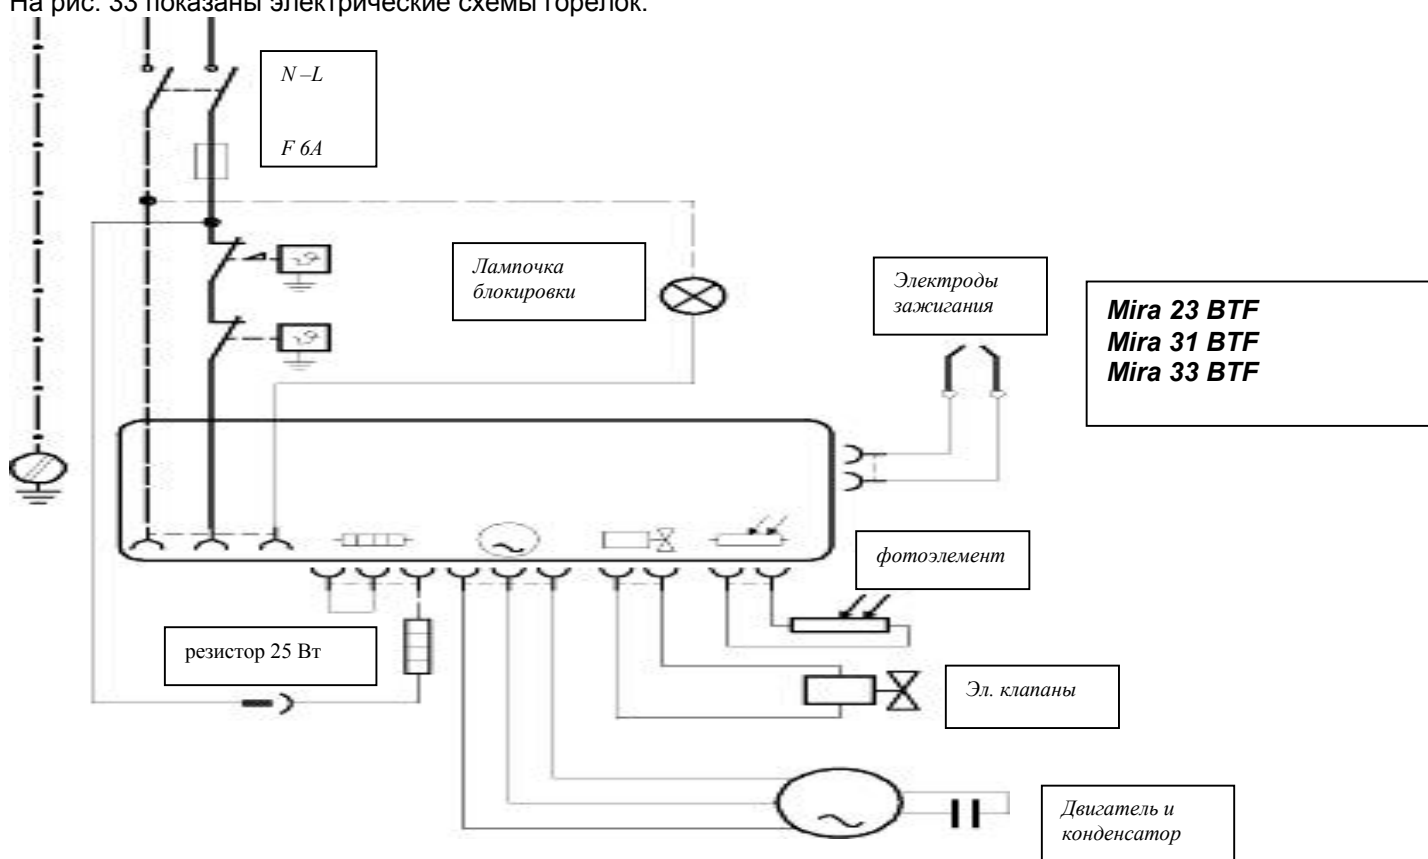 На рис. 33 показаны электрические схемы горелок.
N –L
F 6A
Лампочка
блокировки
Электроды
зажигания
Mira 23 BTF
Mira 31 BTF
Mira 33 BTF
фотоэлемент
резистор 25 Вт
Эл. клапаны
Двигатель и
конденсатор